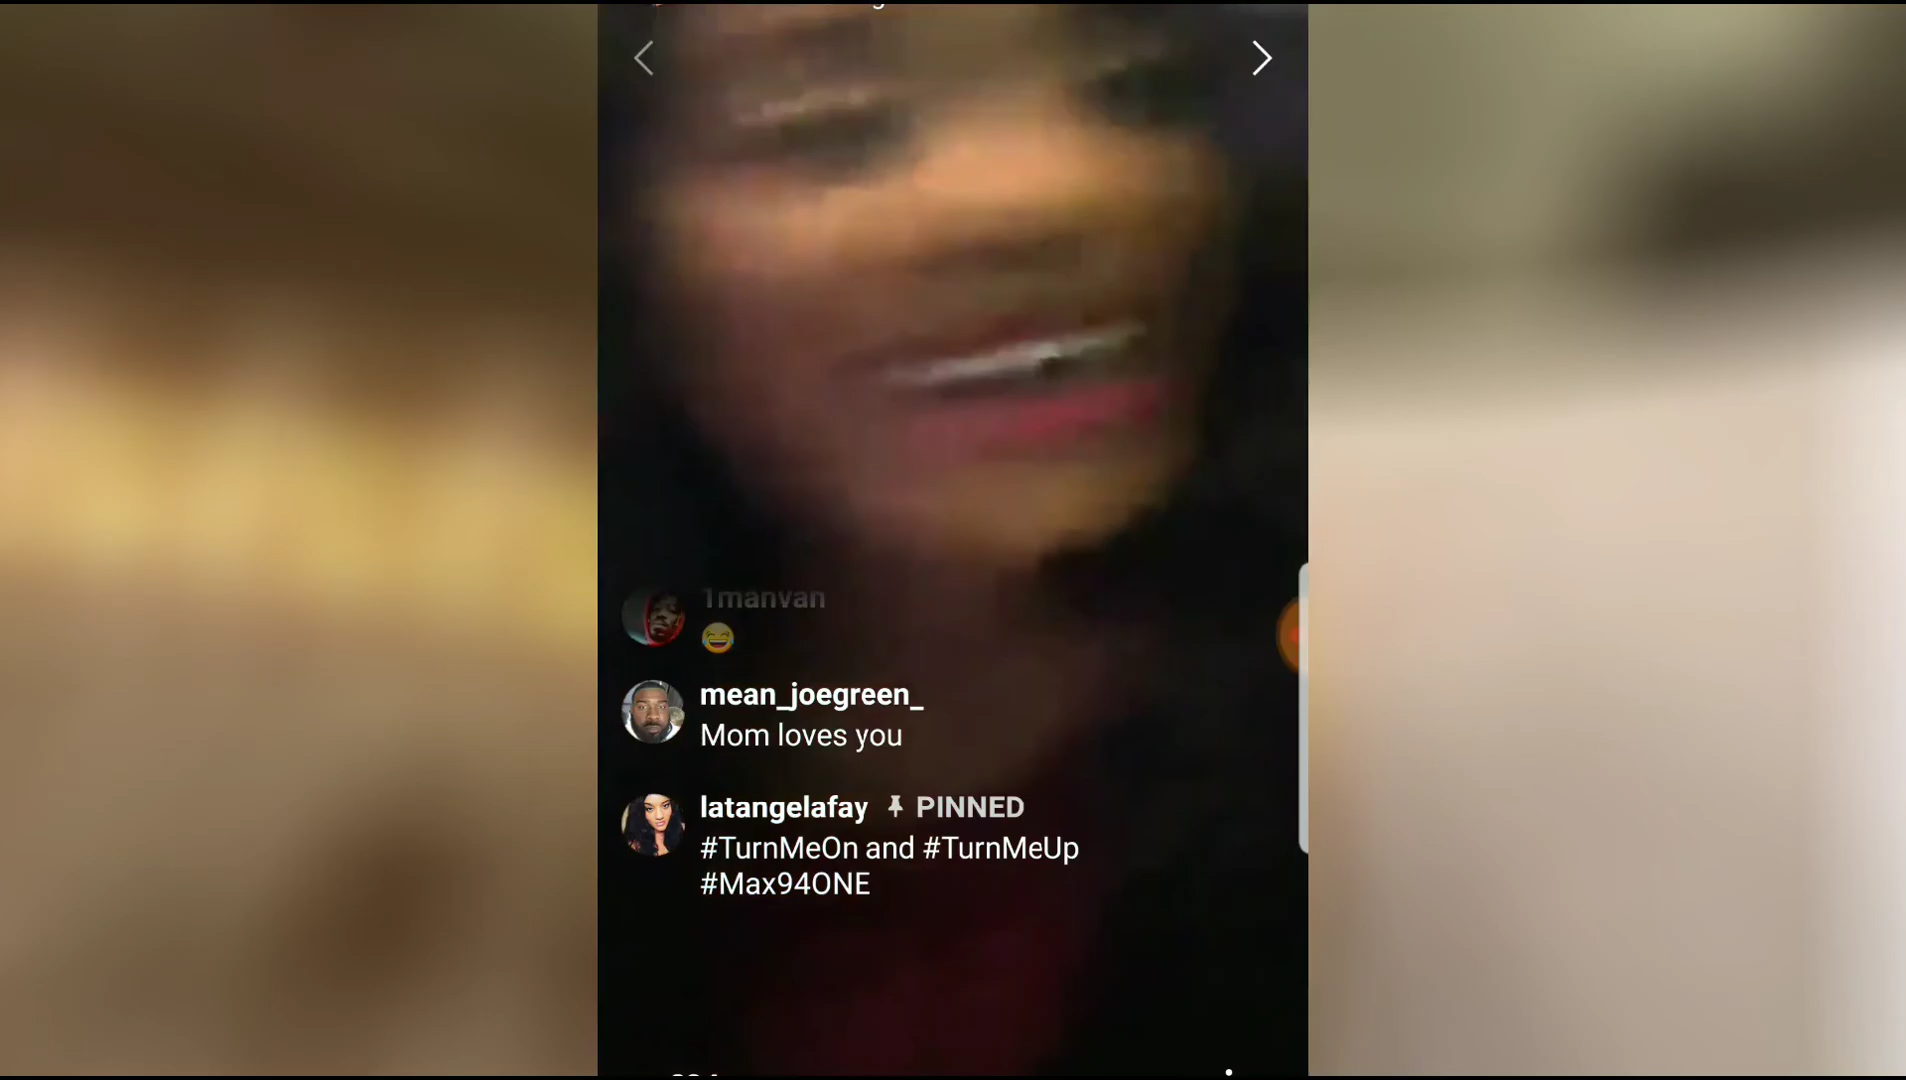 1manvan
😂
mean_joegreen_
Mom loves you
latangelafay PINNED
#TurnMeOn and #TurnMeUp
#Max94ONE